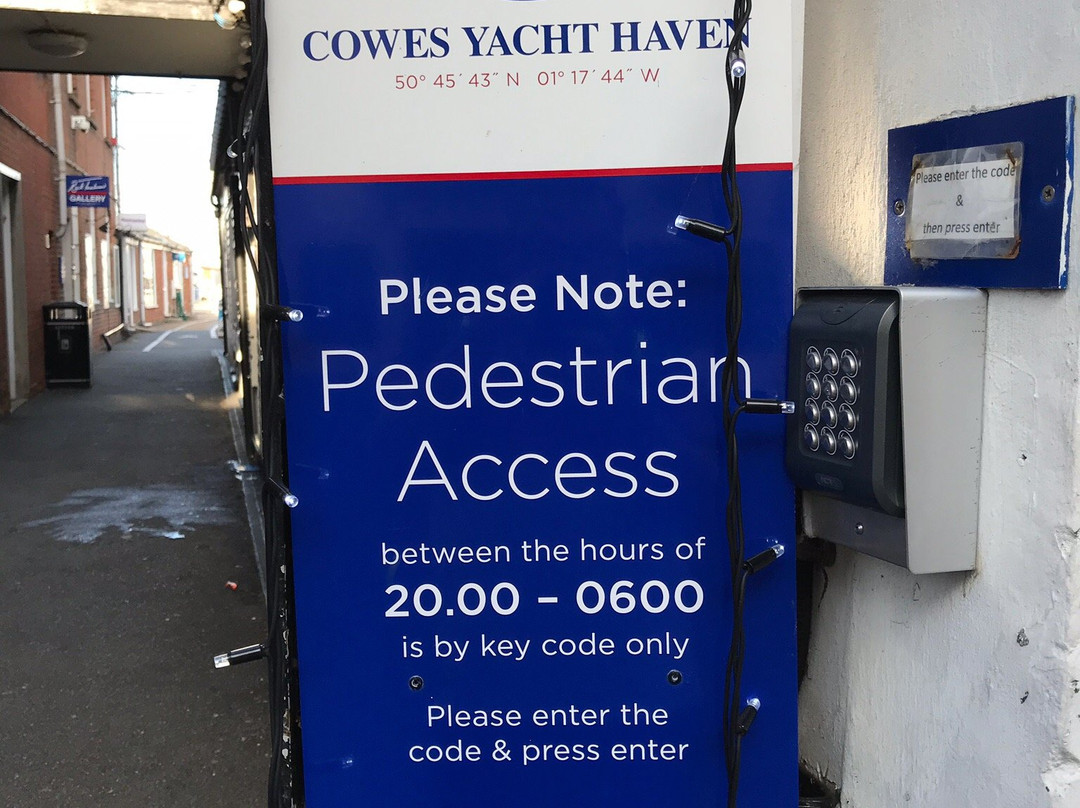 COWES YACHT HAVEN
50° 45´ 43˝ N 01° 17´ 44˝ W
Please Note:
Pedestrian
Access
between the hours of
20.00 – 0600
is by key code only
Please enter the
code & press enter
Please enter the code
&
then press enter
GALLERY